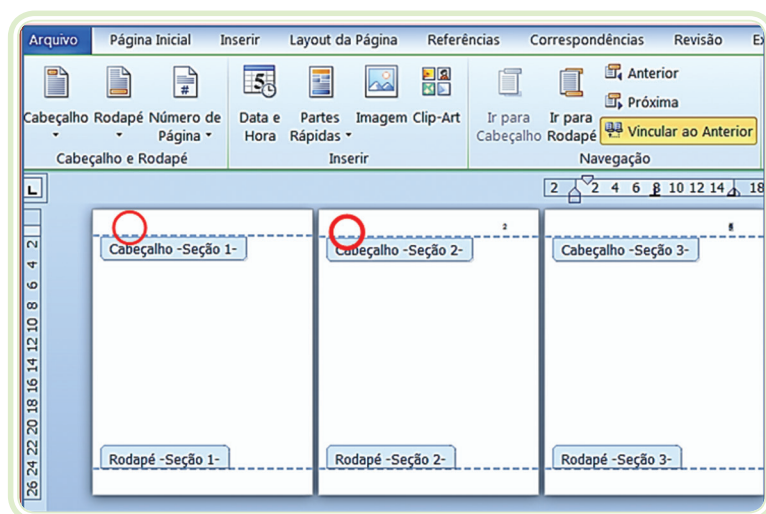 Arquivo Página Inicial Inserir Layout da Página Referências Correspondências Revisão
Cabeçalho Rodapé Número de Página
Cabeçalho e Rodapé
Data e Hora Partes Rápidas Imagem Clip-Art
Inserir
Ir para Cabeçalho Ir para Rodapé
Anterior
Próxima
Vincular ao Anterior
Navegação
L
2 2 4 6 8 10 12 14 18
2 4 6 8 10 12 14 16 18 20 22 24 26
2
Cabeçalho -Seção 1- Cabeçalho -Seção 2- Cabeçalho -Seção 3-
Rodapé -Seção 1- Rodapé -Seção 2- Rodapé -Seção 3-